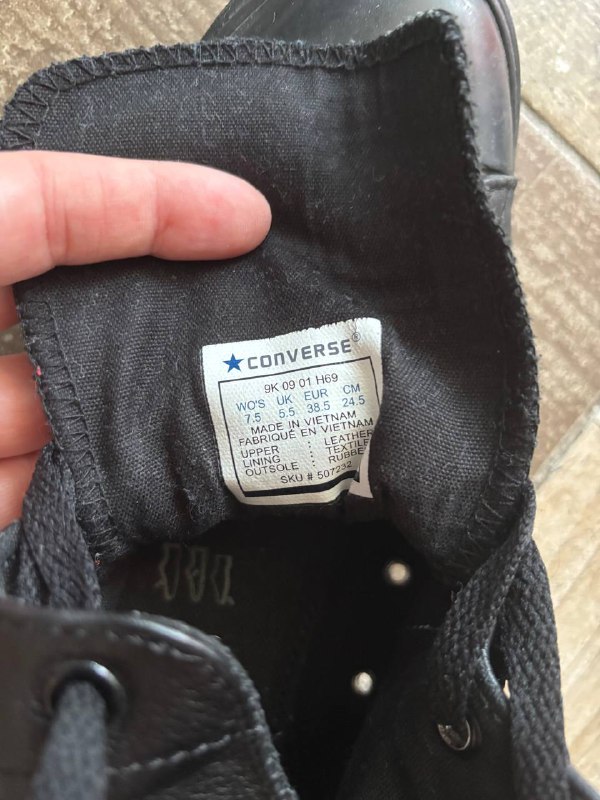 CONVERSE®
9K 09 01 H69
WO'S UK EUR CM
7.5 5.5 38.5 24.5
MADE IN VIETNAM
FABRIQUÉ EN VIETNAM
UPPER : LEATHER
LINING : TEXTILE
OUTSOLE : RUBBE
SKU # 507232